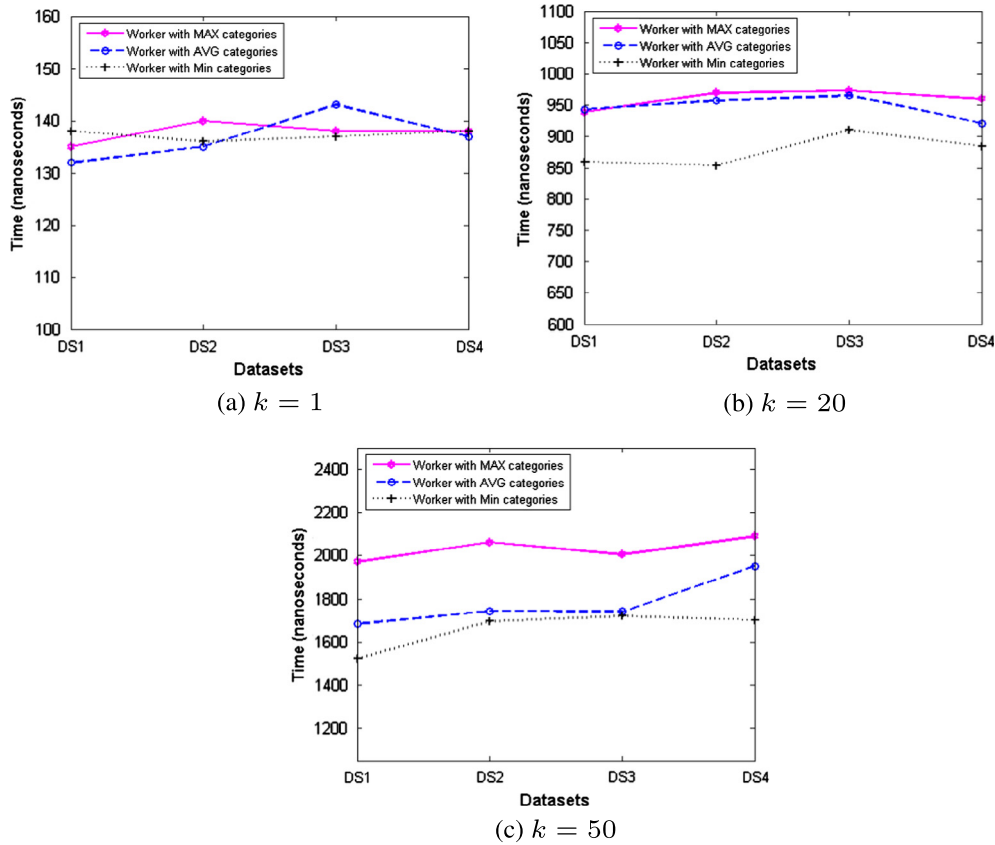 160
150
140
130
120
110
100
Time (nanoseconds)
Worker with MAX categories
Worker with AVG categories
Worker with Min categories
DS1 DS2 DS3 DS4
Datasets
(a) k = 1
1100
1050
1000
950
900
850
800
750
700
650
600
Time (nanoseconds)
Worker with MAX categories
Worker with AVG categories
Worker with Min categories
DS1 DS2 DS3 DS4
Datasets
(b) k = 20
2400
2200
2000
1800
1600
1400
1200
Time (nanoseconds)
Worker with MAX categories
Worker with AVG categories
Worker with Min categories
DS1 DS2 DS3 DS4
Datasets
(c) k = 50